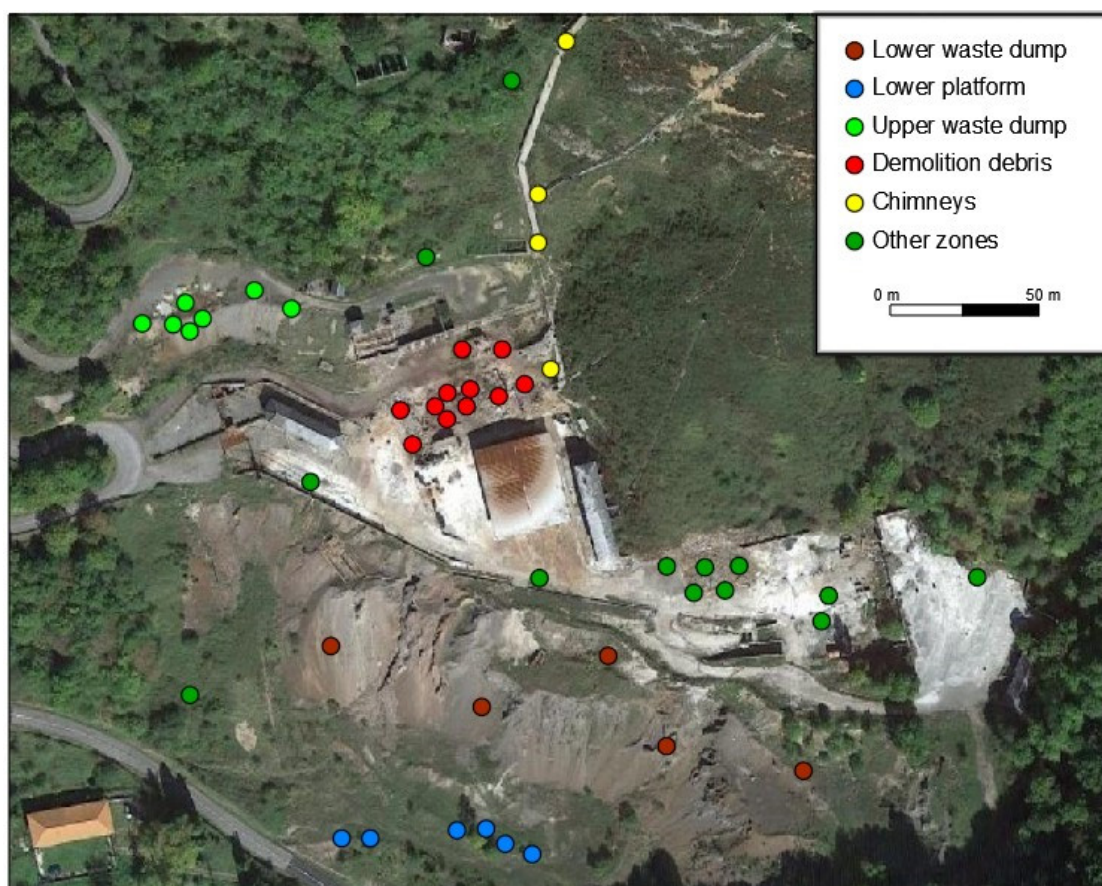 Lower waste dump
Lower platform
Upper waste dump
Demolition debris
Chimneys
Other zones
0 m 50 m